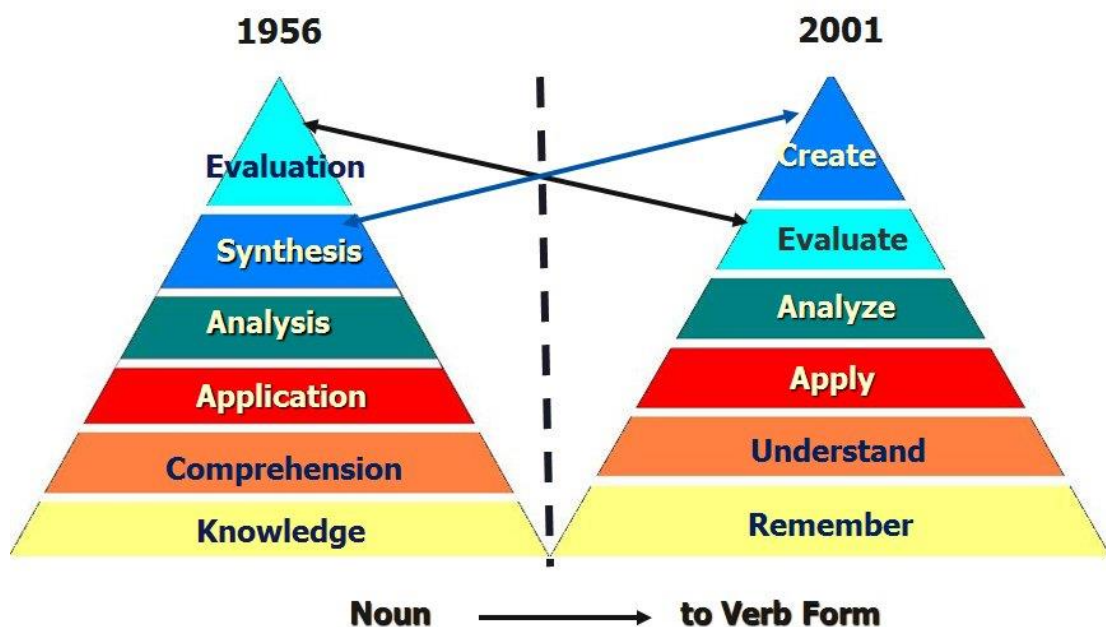 1956
Evaluation
Synthesis
Analysis
Application
Comprehension
Knowledge
2001
Create
Evaluate
Analyze
Apply
Understand
Remember
Noun to Verb Form